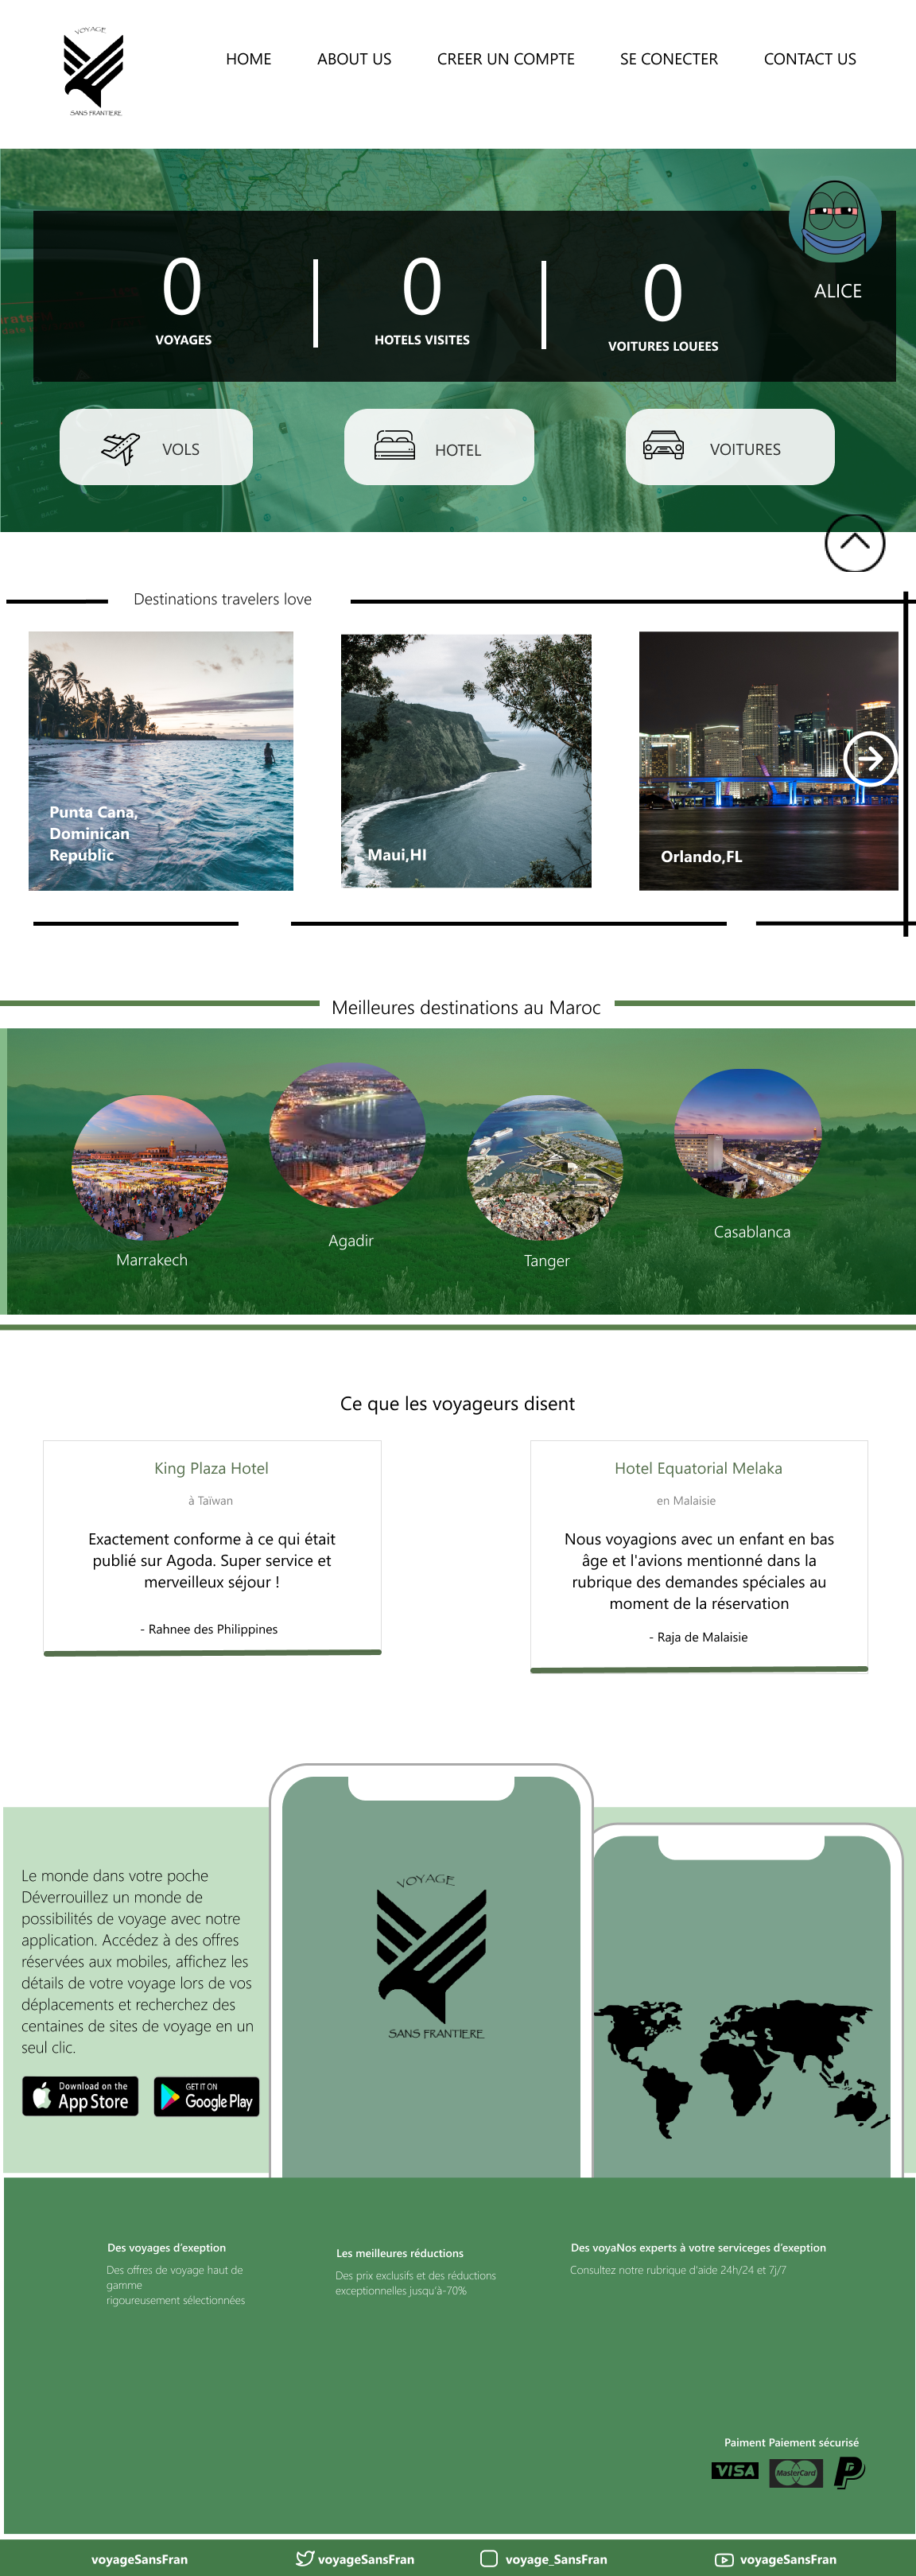 VOYAGE
SANS FRANTIERE
HOME ABOUT US CREER UN COMPTE SE CONECTER CONTACT US
0 0 0
VOYAGES HOTELS VISITES VOITURES LOUEES
ALICE
VOLS HOTEL VOITURES
Destinations travelers love
Punta Cana,
Dominican
Republic
Maui,HI
Orlando,FL
Meilleures destinations au Maroc
Marrakech
Agadir
Tanger
Casablanca
Ce que les voyageurs disent
King Plaza Hotel
à Taïwan
Exactement conforme à ce qui était
publié sur Agoda. Super service et
merveilleux séjour !
- Rahnee des Philippines
Hotel Equatorial Melaka
en Malaisie
Nous voyagions avec un enfant en bas
âge et l'avions mentionné dans la
rubrique des demandes spéciales au
moment de la réservation
- Raja de Malaisie
Le monde dans votre poche
Déverrouillez un monde de
possibilités de voyage avec notre
application. Accédez à des offres
réservées aux mobiles, affichez les
détails de votre voyage lors de vos
déplacements et recherchez des
centaines de sites de voyage en un
seul clic.
Download on the
App Store
GET IT ON
Google Play
VOYAGE
SANS FRANTIERE
Des voyages d'exeption
Des offres de voyage haut de
gamme
rigoureusement sélectionnées
Les meilleures réductions
Des prix exclusifs et des réductions
exceptionnelles jusqu'à-70%
Des voyaNos experts à votre serviceges d'exeption
Consultez notre rubrique d'aide 24h/24 et 7j/7
Paiment Paiement sécurisé
VISA MasterCard
voyageSansFran voyageSansFran voyage_SansFran voyageSansFran